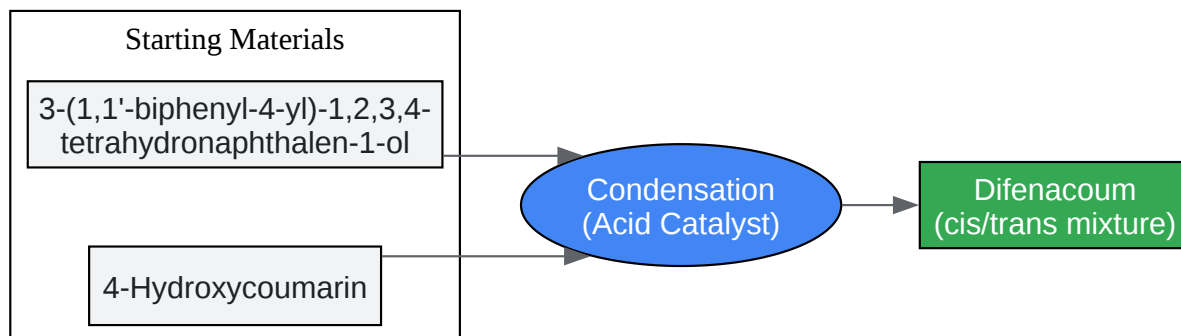 Starting Materials
3-(1,1'-biphenyl-4-yl)-1,2,3,4-
tetrahydronaphthalen-1-ol
4-Hydroxycoumarin
Condensation
(Acid Catalyst)
Difenacoum
(cis/trans mixture)